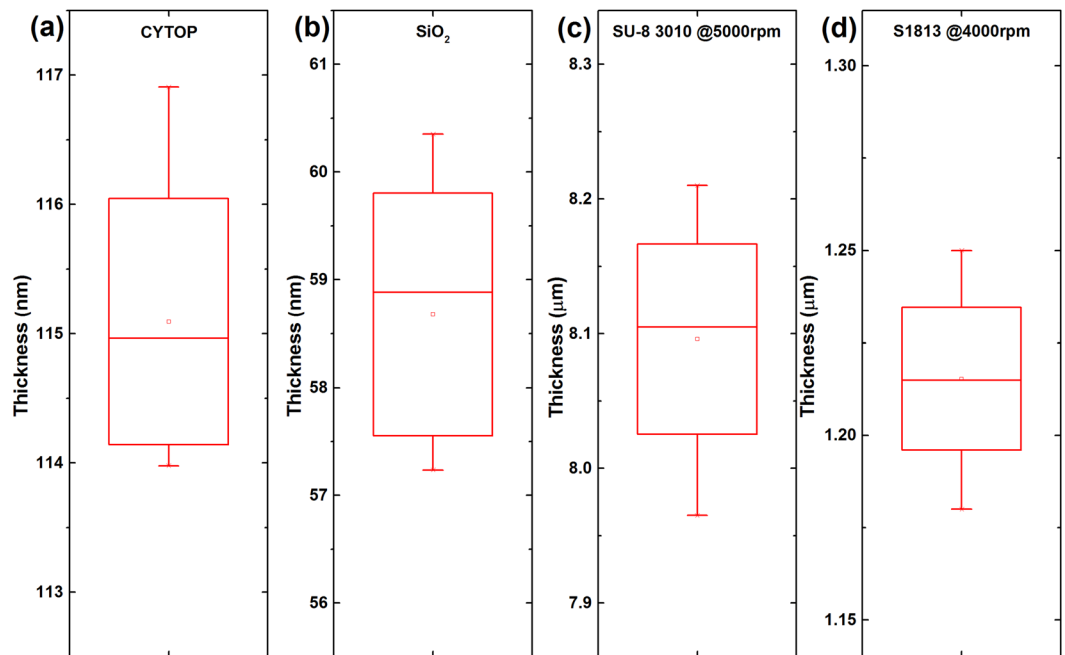 (a)
CYTOP
Thickness (nm)
117
116
115
114
113
(b)
SiO₂
Thickness (nm)
61
60
59
58
57
56
(c)
SU-8 3010 @5000rpm
Thickness (μm)
8.3
8.2
8.1
8.0
7.9
(d)
S1813 @4000rpm
Thickness (μm)
1.30
1.25
1.20
1.15